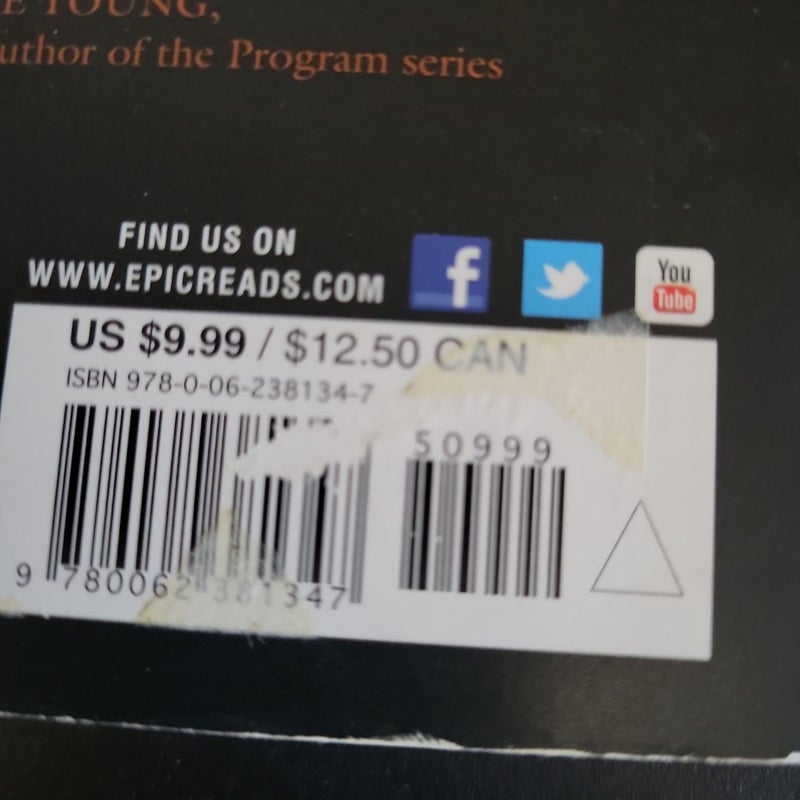 E YOUNG,
uthor of the Program series
FIND US ON
WWW.EPICREADS.COM
f
You
Tube
US $9.99 / $12.50 CAN
ISBN 978-0-06-238134-7
50999
9 780062 381347